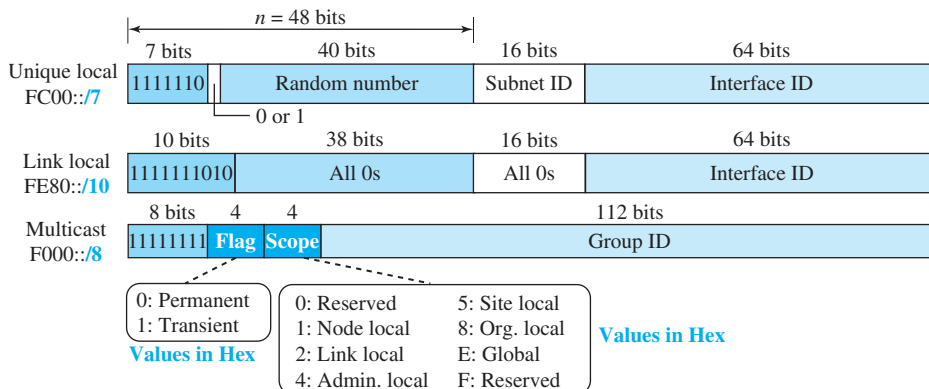 n = 48 bits
7 bits 40 bits 16 bits 64 bits
Unique local
FC00::/7
1111110 Random number Subnet ID Interface ID
0 or 1
10 bits 38 bits 16 bits 64 bits
Link local
FE80::/10
1111111010 All 0s All 0s Interface ID
8 bits 4 4 112 bits
Multicast
F000::/8
11111111 Flag Scope Group ID
0: Permanent
1: Transient
Values in Hex
0: Reserved 5: Site local
1: Node local 8: Org. local
2: Link local E: Global
4: Admin. local F: Reserved
Values in Hex